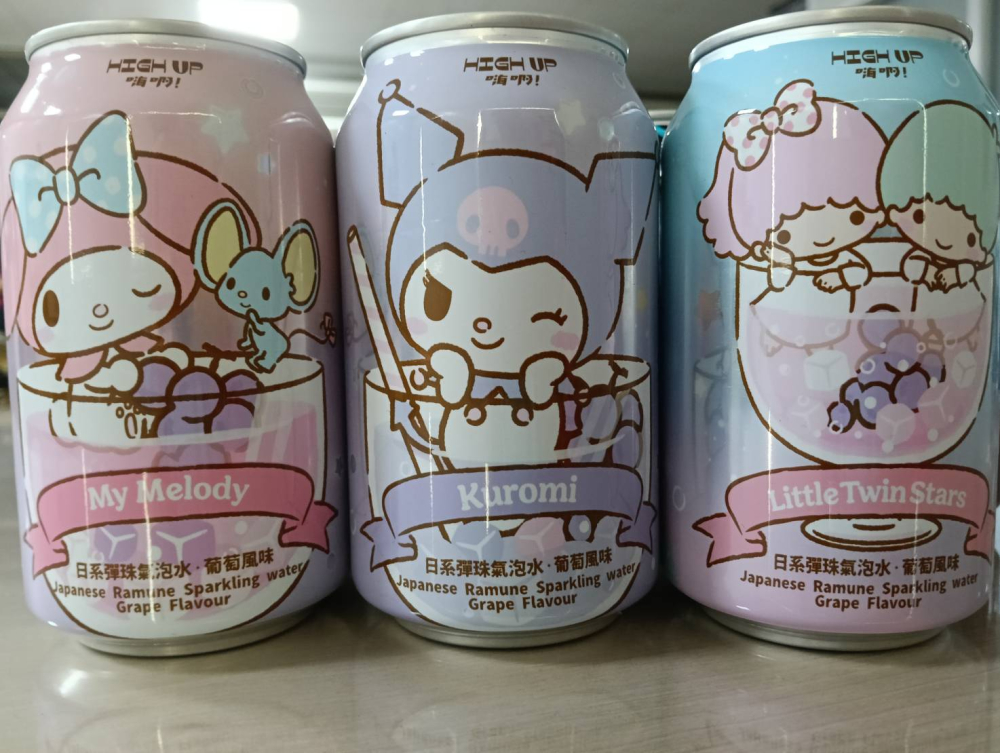 HIGH UP
嗨啊!
My Melody
日系彈珠氣泡水·葡萄風味
Japanese Ramune Sparkling water
Grape Flavour
HIGH UP
嗨啊!
Kuromi
日系彈珠氣泡水·葡萄風味
Japanese Ramune Sparkling water
Grape Flavour
HIGH UP
嗨啊!
Little Twin Stars
日系彈珠氣泡水·葡萄風味
Japanese Ramune Sparkling water
Grape Flavour